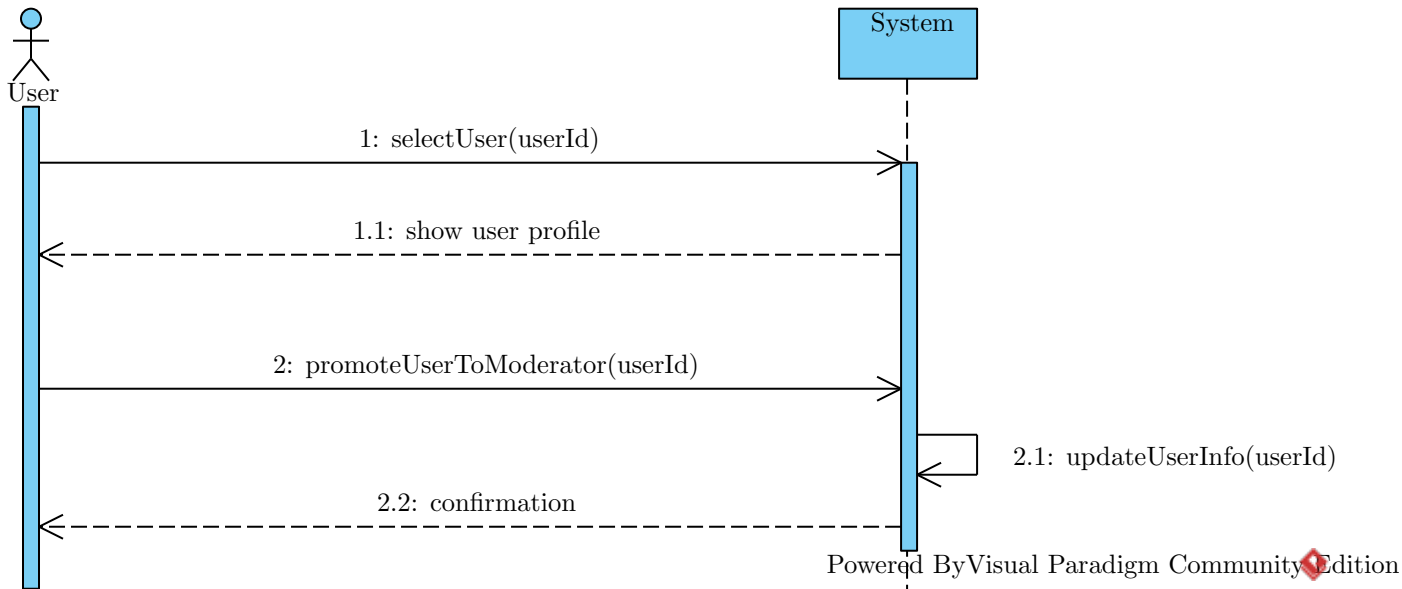 System
User
1: selectUser(userId)
1.1: show user profile
2: promoteUserToModerator(userId)
2.1: updateUserInfo(userId)
2.2: confirmation
Powered ByVisual Paradigm Community Edition